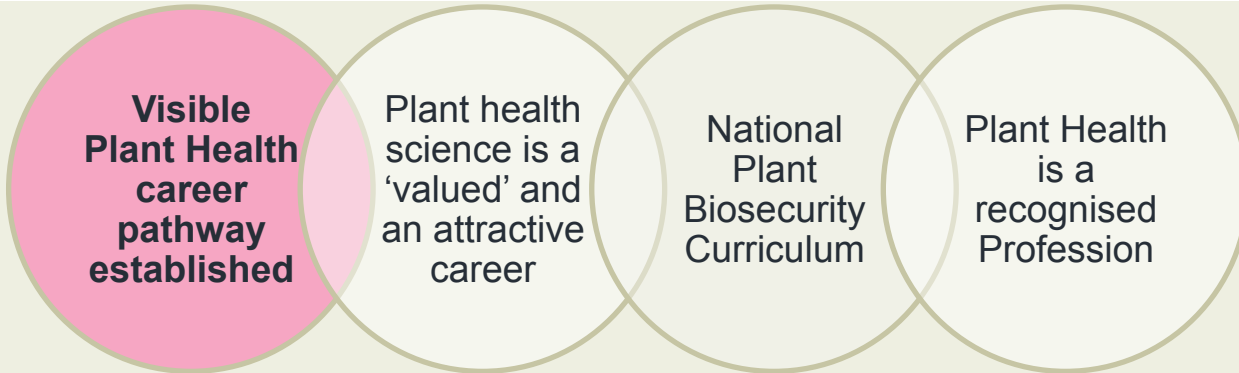 Visible
Plant Health
career
pathway
established
Plant health
science is a
‘valued’ and
an attractive
career
National
Plant
Biosecurity
Curriculum
Plant Health
is a
recognised
Profession